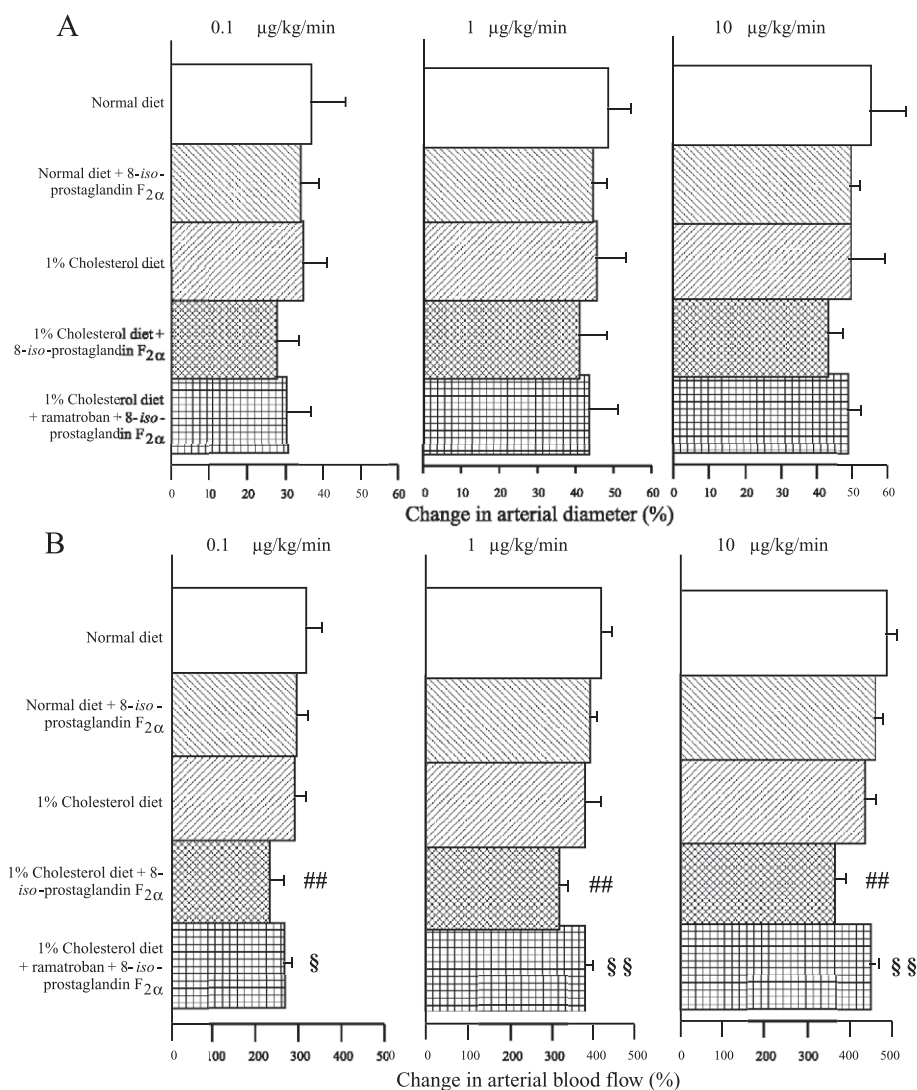 A
0.1 µg/kg/min
1 µg/kg/min
10 µg/kg/min
Normal diet
Normal diet + 8-iso-
prostaglandin F2α
1% Cholesterol diet
1% Cholesterol diet +
8-iso-prostaglandin F2α
1% Cholesterol diet
+ ramatroban + 8-iso-
prostaglandin F2α
0 10 20 30 40 50 60
0 10 20 30 40 50 60
0 10 20 30 40 50 60
Change in arterial diameter (%)
B
0.1 µg/kg/min
1 µg/kg/min
10 µg/kg/min
Normal diet
Normal diet + 8-iso-
prostaglandin F2α
1% Cholesterol diet
1% Cholesterol diet + 8-
iso-prostaglandin F2α
##
##
##
1% Cholesterol diet
+ ramatroban + 8-iso-
prostaglandin F2α
§
§ §
§ §
0 100 200 300 400 500
0 100 200 300 400 500
0 100 200 300 400 500
Change in arterial blood flow (%)